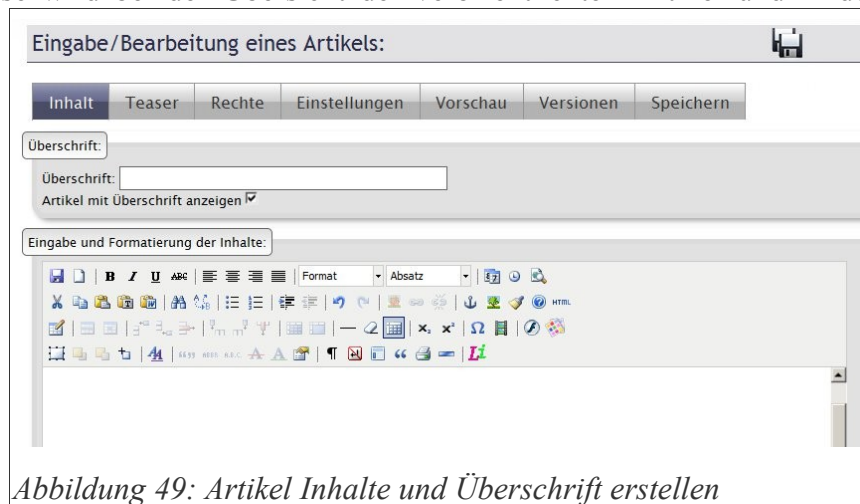 Eingabe/Bearbeitung eines Artikels:
Inhalt Teaser Rechte Einstellungen Vorschau Versionen Speichern
Überschrift:
Überschrift:
Artikel mit Überschrift anzeigen
Eingabe und Formatierung der Inhalte:
B I U ABC Format Absatz
HTML
Abbildung 49: Artikel Inhalte und Überschrift erstellen